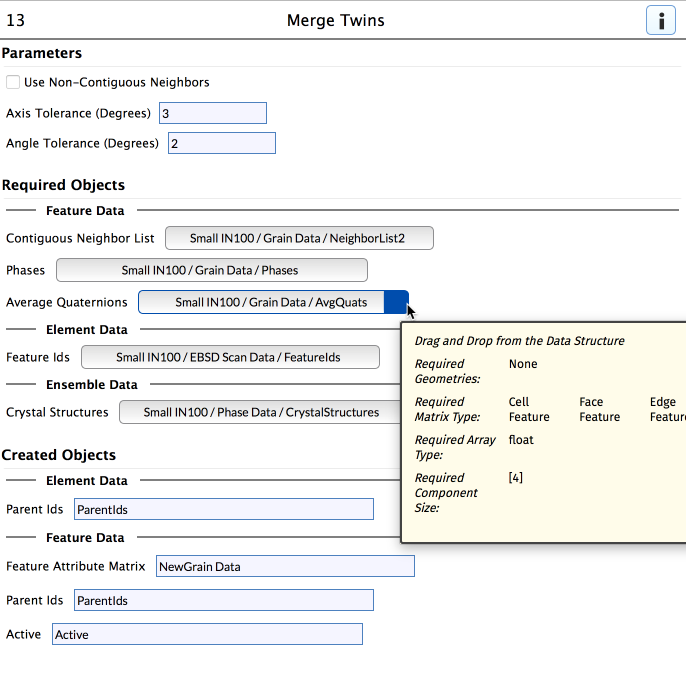 13 Merge Twins i
Parameters
Use Non-Contiguous Neighbors
Axis Tolerance (Degrees) 3
Angle Tolerance (Degrees) 2
Required Objects
Feature Data
Contiguous Neighbor List Small IN100 / Grain Data / NeighborList2
Phases Small IN100 / Grain Data / Phases
Average Quaternions Small IN100 / Grain Data / AvgQuats
Element Data
Feature Ids Small IN100 / EBSD Scan Data / FeatureIds
Ensemble Data
Crystal Structures Small IN100 / Phase Data / CrystalStructures
Drag and Drop from the Data Structure
Required Geometries: None
Required Matrix Type: Cell Feature Face Feature Edge Featur
Required Array Type: float
Required Component Size: [4]
Created Objects
Element Data
Parent Ids ParentIds
Feature Data
Feature Attribute Matrix NewGrain Data
Parent Ids ParentIds
Active Active